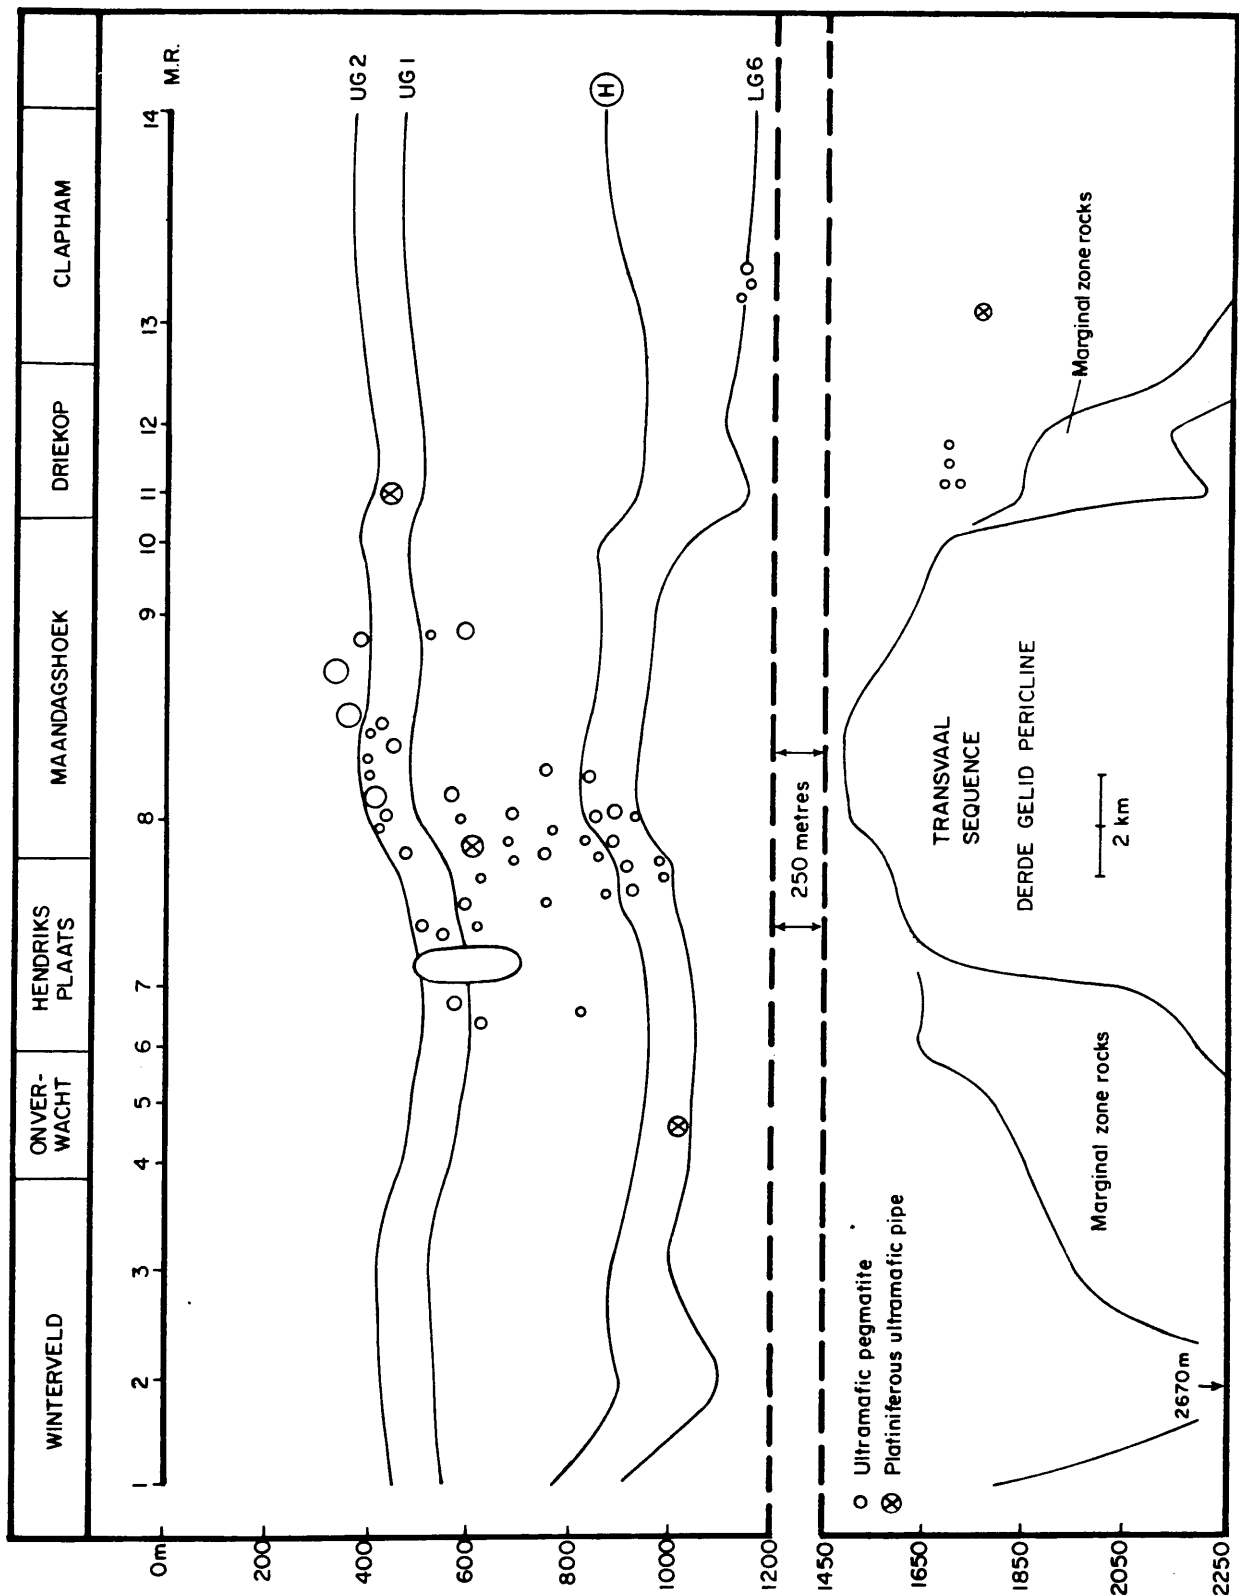 WINTERVELD
ONVER-
WACHT
HENDRIKS
PLAATS
MAANDAGSHOEK
DRIEKOP
CLAPHAM
1 2 3 4 5 6 7 8 9 10 11 12 13 14
M.R.
UG2
UG1
H
LG6
0m
200
400
600
800
1000
1200
1450
1650
1850
2050
2250
250 metres
Ultramafic pegmatite
Platiniferous ultramafic pipe
TRANSVAAL
SEQUENCE
DERDE GELID PERICLINE
2 km
Marginal zone rocks
Marginal zone rocks
2670m